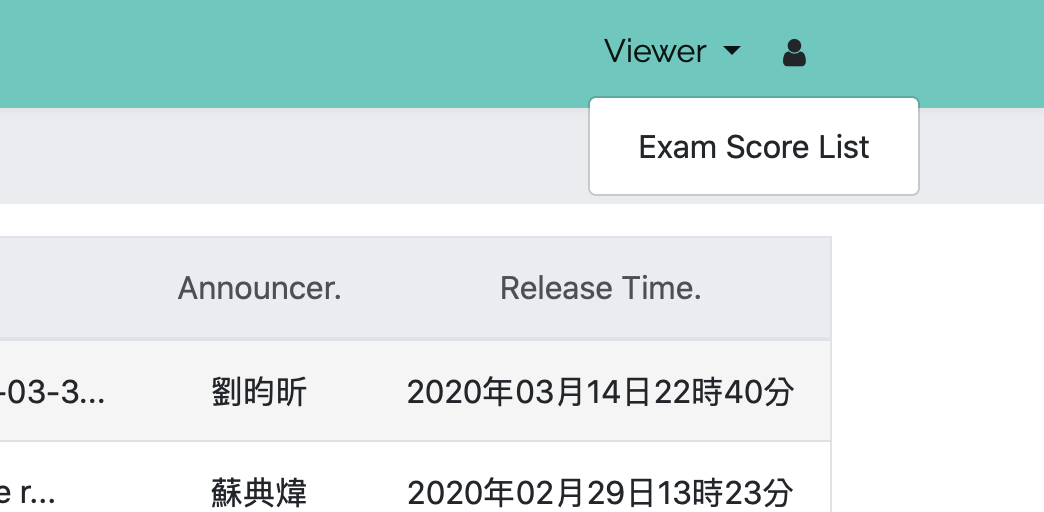 Viewer
Exam Score List
Announcer. Release Time.
-03-3... 劉昀昕 2020年03月14日22時40分
e r... 蘇典煒 2020年02月29日13時23分